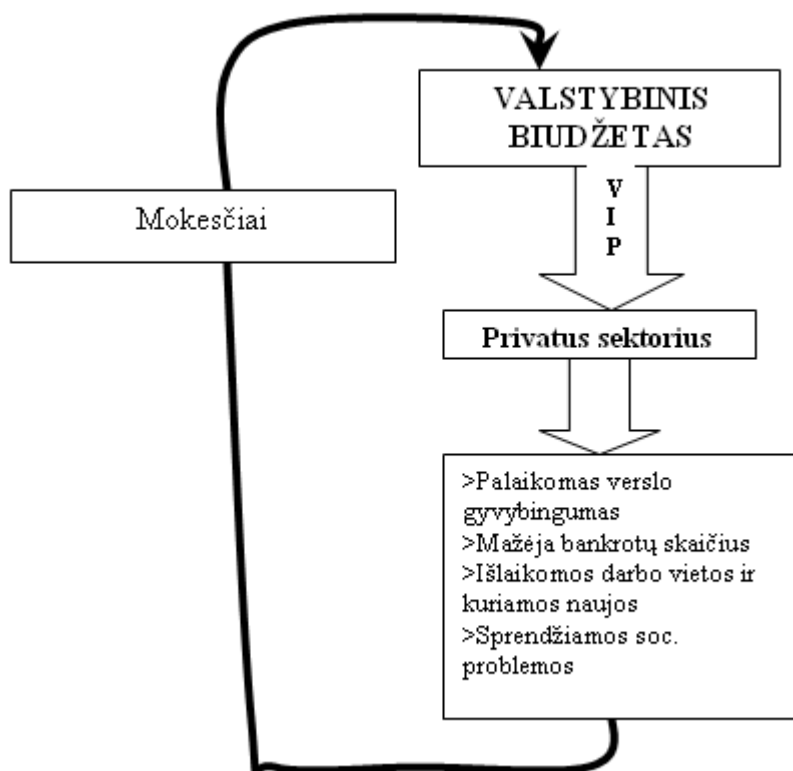 VALSTYBINIS
BIUDŽETAS
V
I
P
Mokesčiai
Privatus sektorius
>Palaikomas verslo
gyvybingumas
>Mažėja bankrotų skaičius
>Išlaikomos darbo vietos ir
kuriamos naujos
>Sprendžiamos soc.
problemos